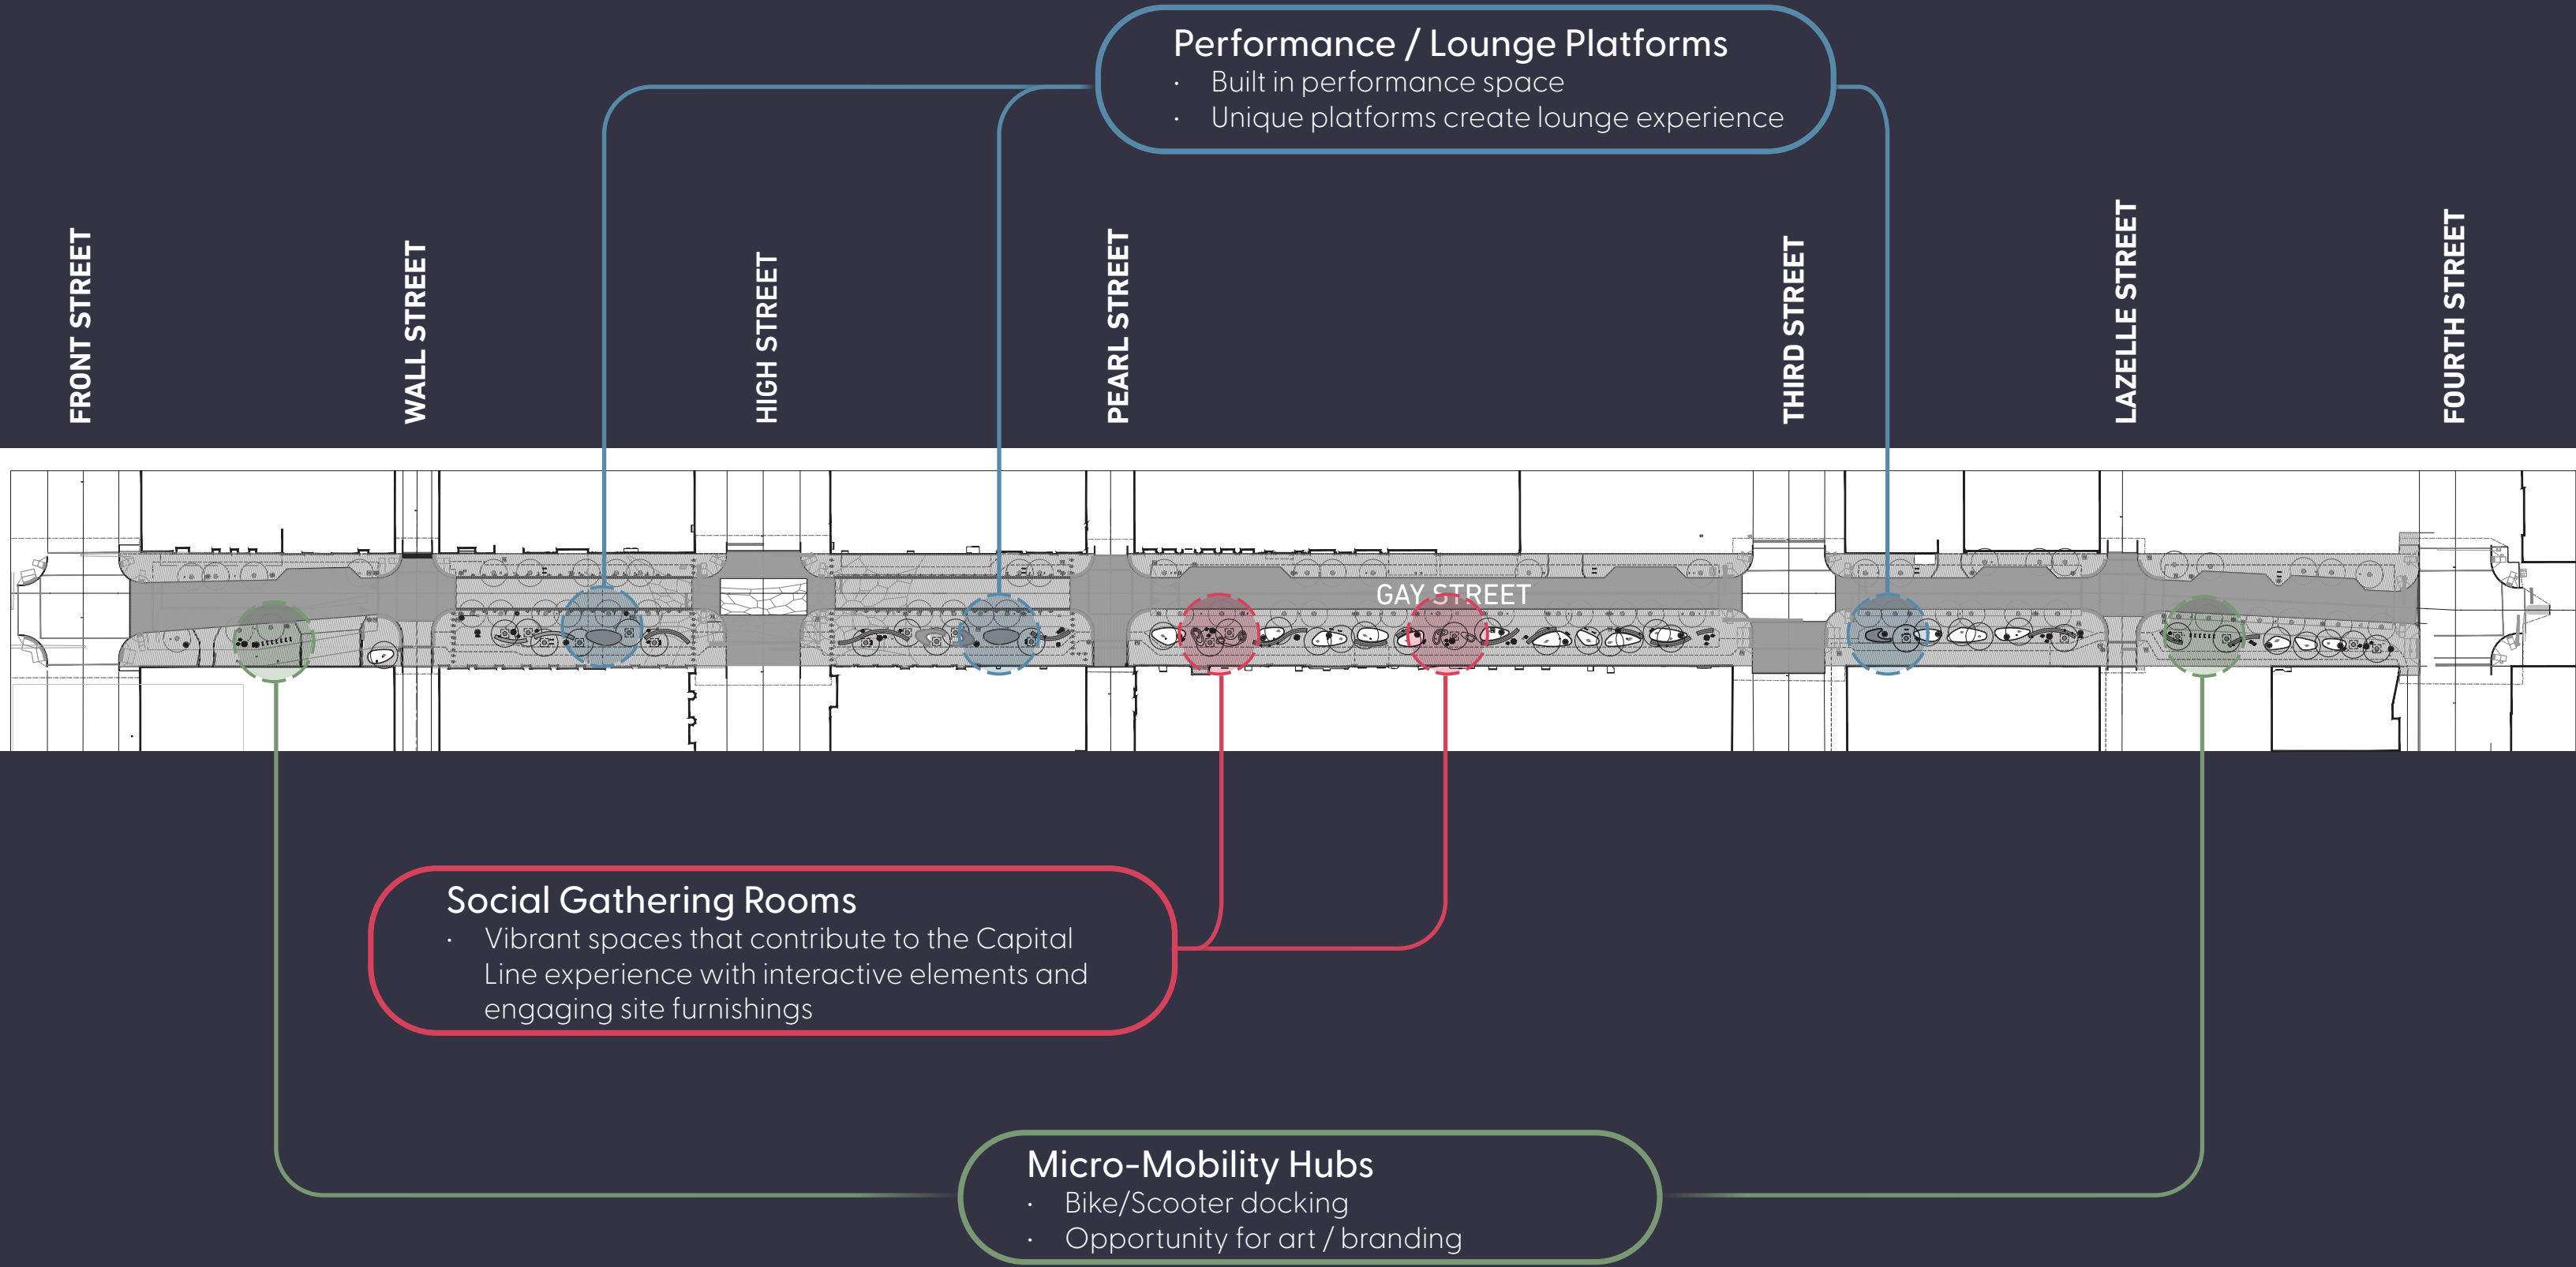 Performance / Lounge Platforms
· Built in performance space
· Unique platforms create lounge experience
FRONT STREET
WALL STREET
HIGH STREET
PEARL STREET
THIRD STREET
LAZELLE STREET
FOURTH STREET
GAY STREET
Social Gathering Rooms
· Vibrant spaces that contribute to the Capital
Line experience with interactive elements and
engaging site furnishings
Micro-Mobility Hubs
· Bike/Scooter docking
· Opportunity for art / branding